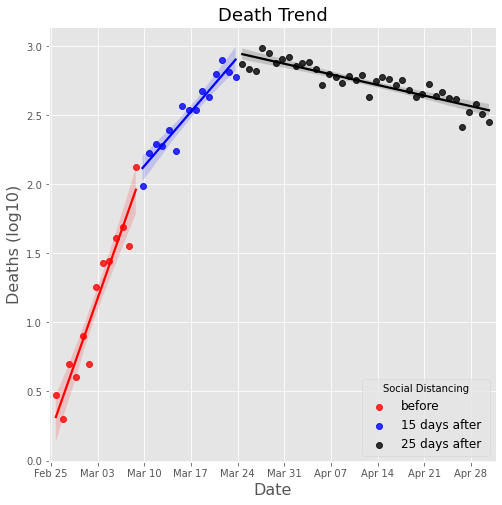 Death Trend
Deaths (log10)
3.0
2.5
2.0
1.5
1.0
0.5
0.0
Social Distancing
before
15 days after
25 days after
Feb 25 Mar 03 Mar 10 Mar 17 Mar 24 Mar 31 Apr 07 Apr 14 Apr 21 Apr 28
Date